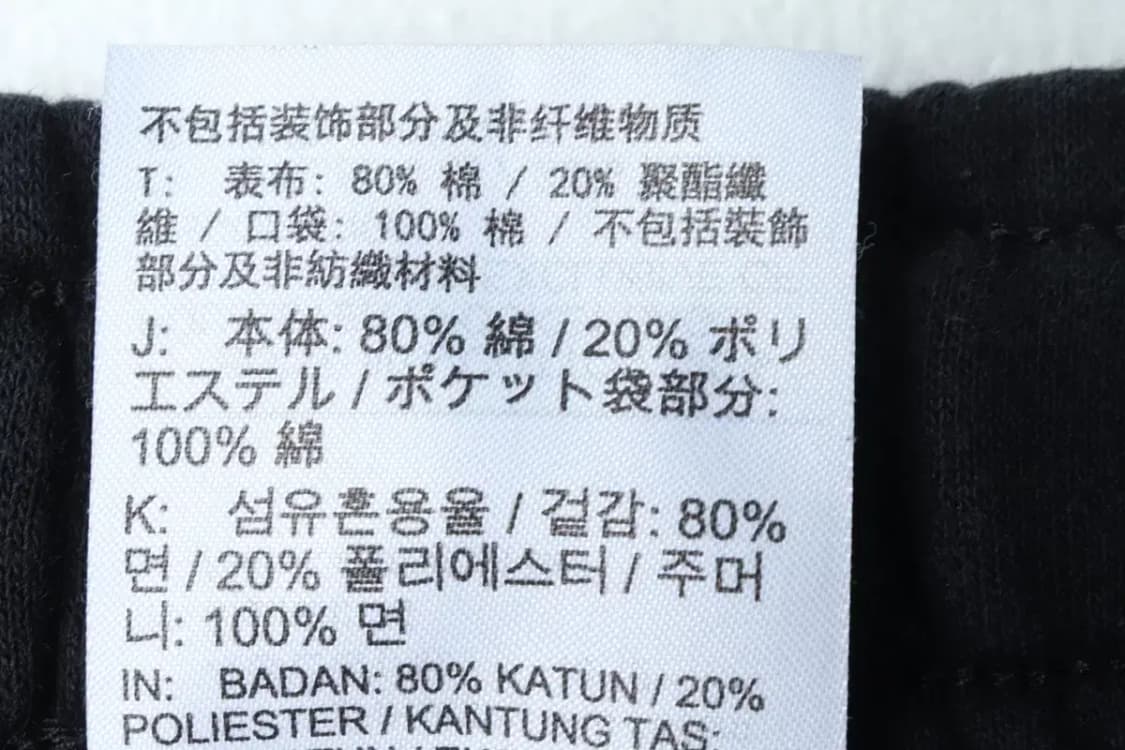 不包括装饰部分及非纤维物质
T: 表布: 80% 棉 / 20% 聚酯纖
維 / 口袋: 100% 棉 / 不包括裝飾
部分及非紡織材料
J: 本体: 80% 綿 / 20% ポリ
エステル / ポケット袋部分:
100% 綿
K: 섬유혼용율 / 겉감: 80%
면 / 20% 폴리에스터 / 주머
니: 100% 면
IN: BADAN: 80% KATUN / 20%
POLIESTER / KANTUNG TAS: